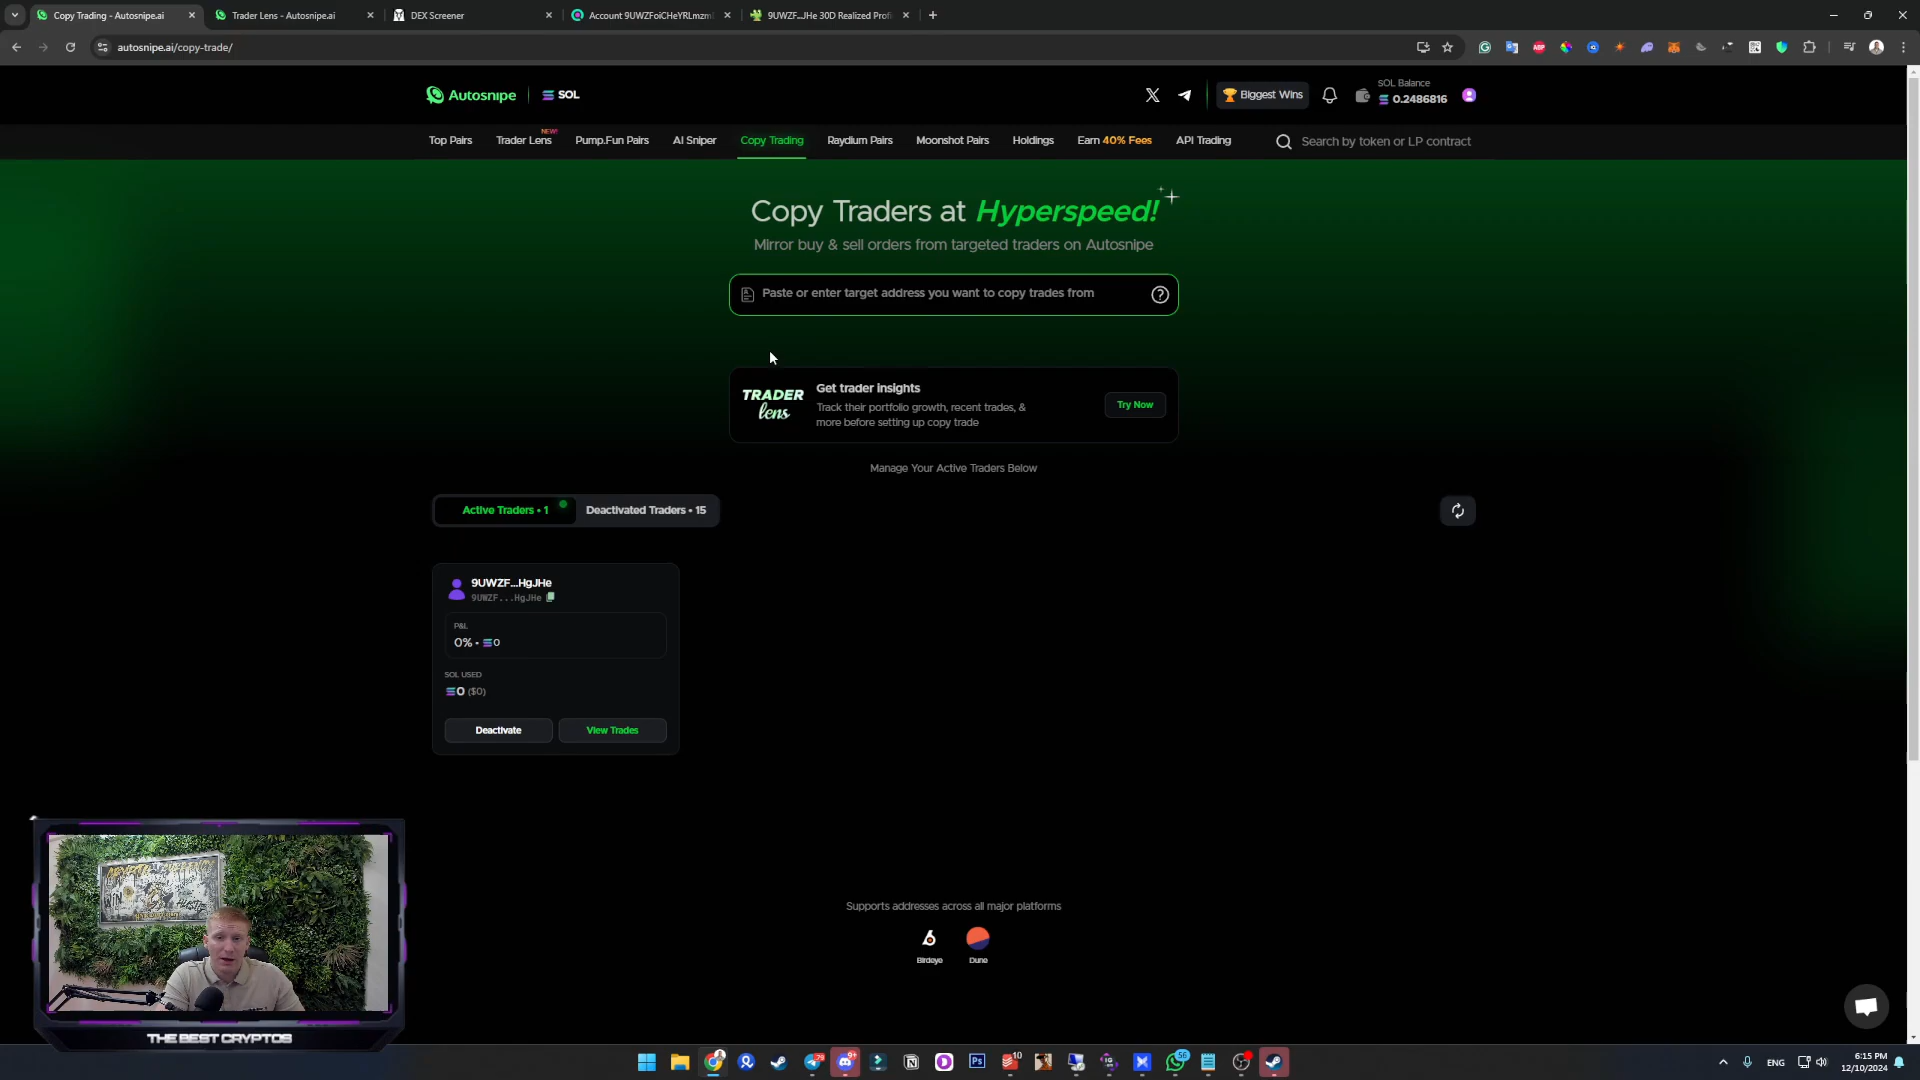 Copy Trading - Autosnipe.ai
Trader Lens - Autosnipe.ai
DEX Screener
Account 9UWZFoiCHeYRLmzm
9UWZF...JHe 30D Realized Profi
autosnipe.ai/copy-trade/
Autosnipe
SOL
Biggest Wins
SOL Balance
0.2486816
Top Pairs
Trader Lens
NEW!
Pump.Fun Pairs
AI Sniper
Copy Trading
Raydium Pairs
Moonshot Pairs
Holdings
Earn 40% Fees
API Trading
Search by token or LP contract
Copy Traders at Hyperspeed!
Mirror buy & sell orders from targeted traders on Autosnipe
Paste or enter target address you want to copy trades from
TRADER
lens
Get trader insights
Track their portfolio growth, recent trades, &
more before setting up copy trade
Try Now
Manage Your Active Traders Below
Active Traders • 1
Deactivated Traders • 15
9UWZF...HgJHe
9UWZF...HgJHe
P&L
0% • 0
SOL USED
0 ($0)
Deactivate
View Trades
Supports addresses across all major platforms
Birdeye
Dune
THE BEST CRYPTOS
79
9+
10
56
ENG
6:15 PM
12/10/2024